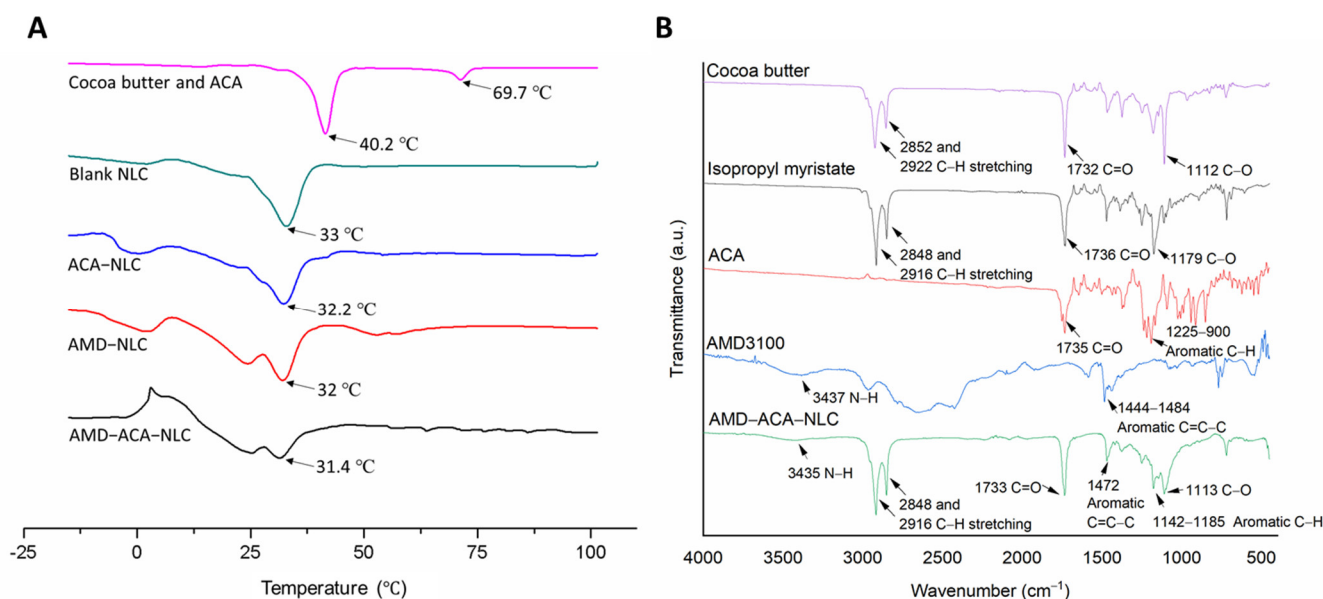 A
Cocoa butter and ACA
69.7 °C
40.2 °C
Blank NLC
33 °C
ACA–NLC
32.2 °C
AMD–NLC
32 °C
AMD–ACA–NLC
31.4 °C
-25 0 25 50 75 100
Temperature (°C)
B
Transmittance (a.u.)
Cocoa butter
2852 and
2922 C–H stretching
1732 C=O
1112 C–O
Isopropyl myristate
2848 and
2916 C–H stretching
1736 C=O
1179 C–O
ACA
1735 C=O
1225–900
Aromatic C–H
AMD3100
3437 N–H
1444–1484
Aromatic C=C–C
AMD–ACA–NLC
3435 N–H
2848 and
2916 C–H stretching
1733 C=O
1472
Aromatic
C=C–C
1113 C–O
1142–1185 Aromatic C–H
4000 3000 2500 2000 1500 1000 500
Wavenumber (cm⁻¹)